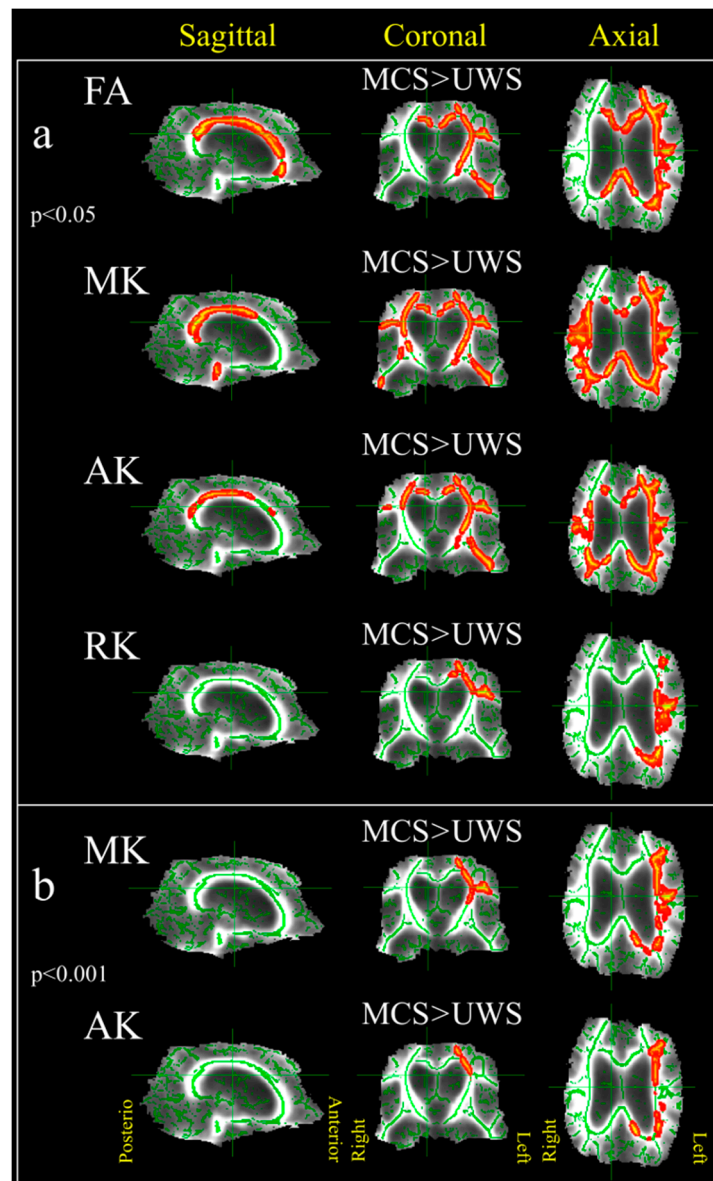 Sagittal Coronal Axial
FA MCS>UWS
a
p<0.05
MK MCS>UWS
AK MCS>UWS
RK MCS>UWS
MK MCS>UWS
b
p<0.001
AK MCS>UWS
Posterio Anterior Right Left Right Left